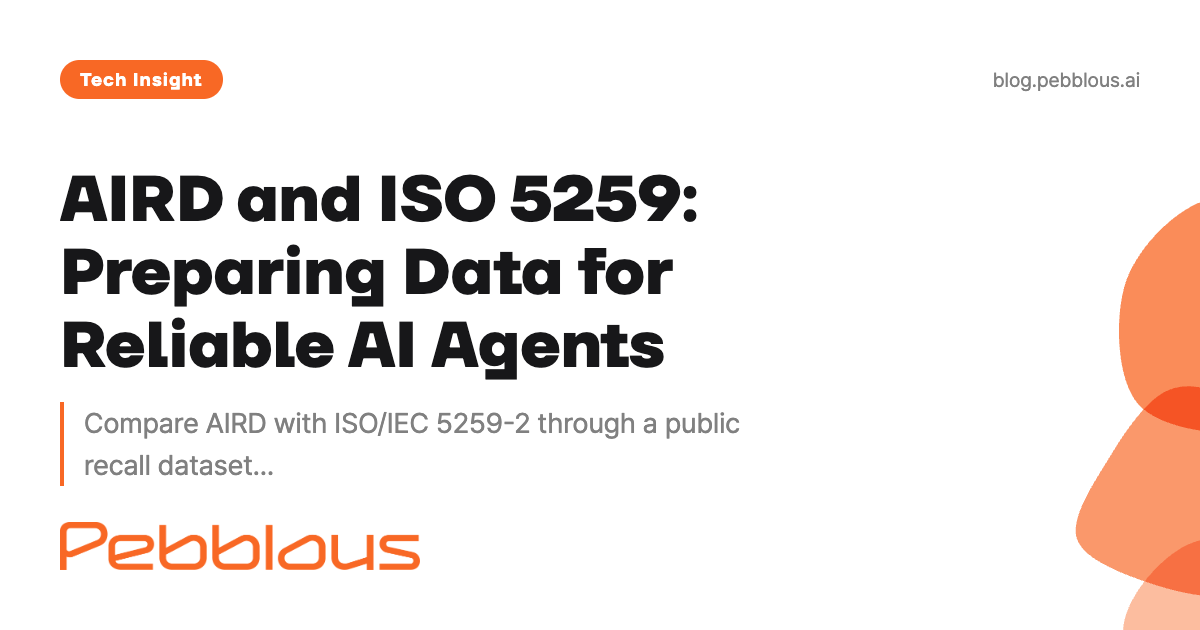 Tech Insight
blog.pebblous.ai
AIRD and ISO 5259:
Preparing Data for
Reliable AI Agents
Compare AIRD with ISO/IEC 5259-2 through a public
recall dataset...
Pebblous